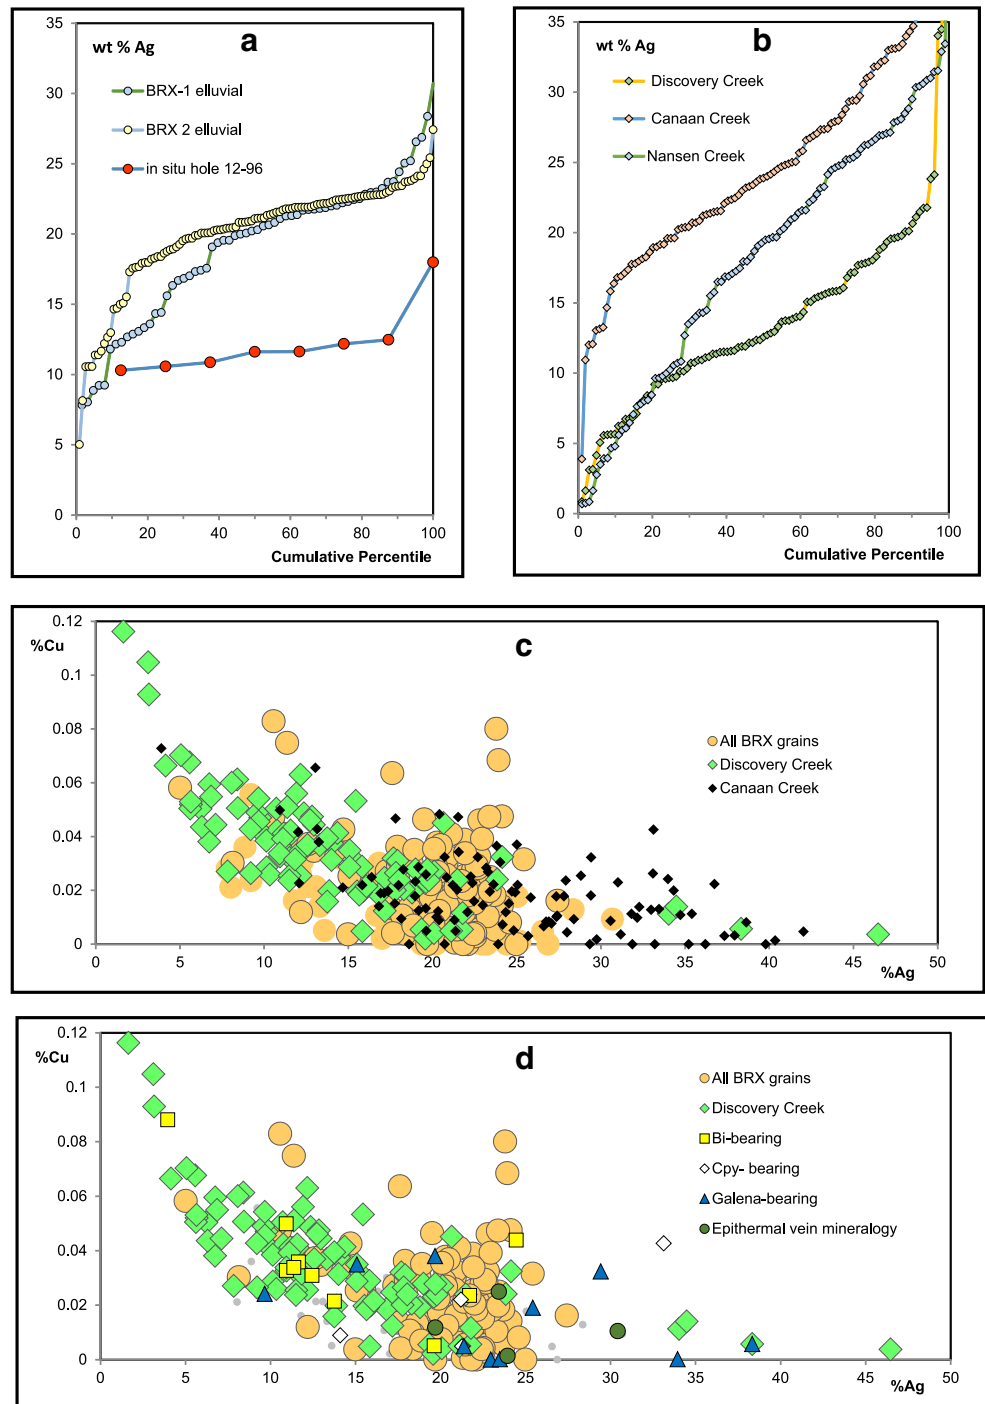 a
wt % Ag
BRX-1 elluvial
BRX 2 elluvial
in situ hole 12-96
35
30
25
20
15
10
5
0
0 20 40 60 80 100
Cumulative Percentile
b
wt % Ag
Discovery Creek
Canaan Creek
Nansen Creek
35
30
25
20
15
10
5
0
0 20 40 60 80 100
Cumulative Percentile
c
%Cu
0.12
0.1
0.08
0.06
0.04
0.02
0
All BRX grains
Discovery Creek
Canaan Creek
0 5 10 15 20 25 30 35 40 45 50
%Ag
d
%Cu
0.12
0.1
0.08
0.06
0.04
0.02
0
All BRX grains
Discovery Creek
Bi-bearing
Cpy- bearing
Galena-bearing
Epithermal vein mineralogy
0 5 10 15 20 25 30 35 40 45 50
%Ag